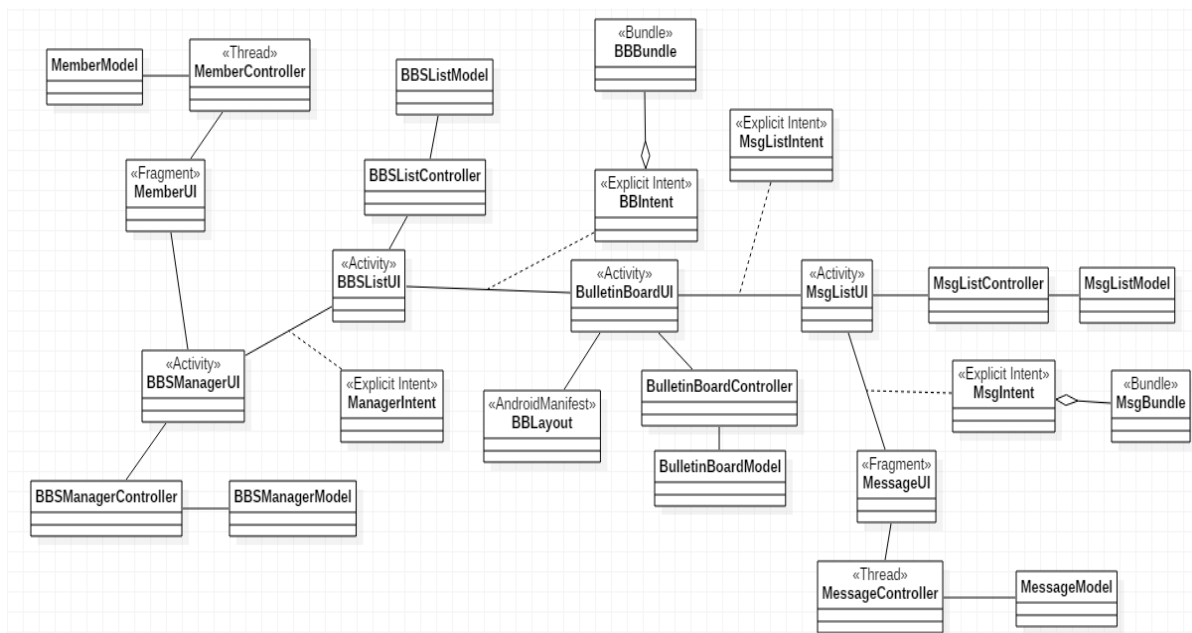 «Bundle»
BBBundle
MemberModel
«Thread»
MemberController
BBSListModel
«Explicit Intent»
MsgListIntent
«Fragment»
MemberUI
BBSListController
«Explicit Intent»
BBIntent
«Activity»
BBSListUI
«Activity»
BulletinBoardUI
«Activity»
MsgListUI
MsgListController
MsgListModel
«Activity»
BBSManagerUI
«Explicit Intent»
ManagerIntent
«AndroidManifest»
BBLayout
BulletinBoardController
«Explicit Intent»
MsgIntent
«Bundle»
MsgBundle
BulletinBoardModel
«Fragment»
MessageUI
BBSManagerController
BBSManagerModel
«Thread»
MessageController
MessageModel